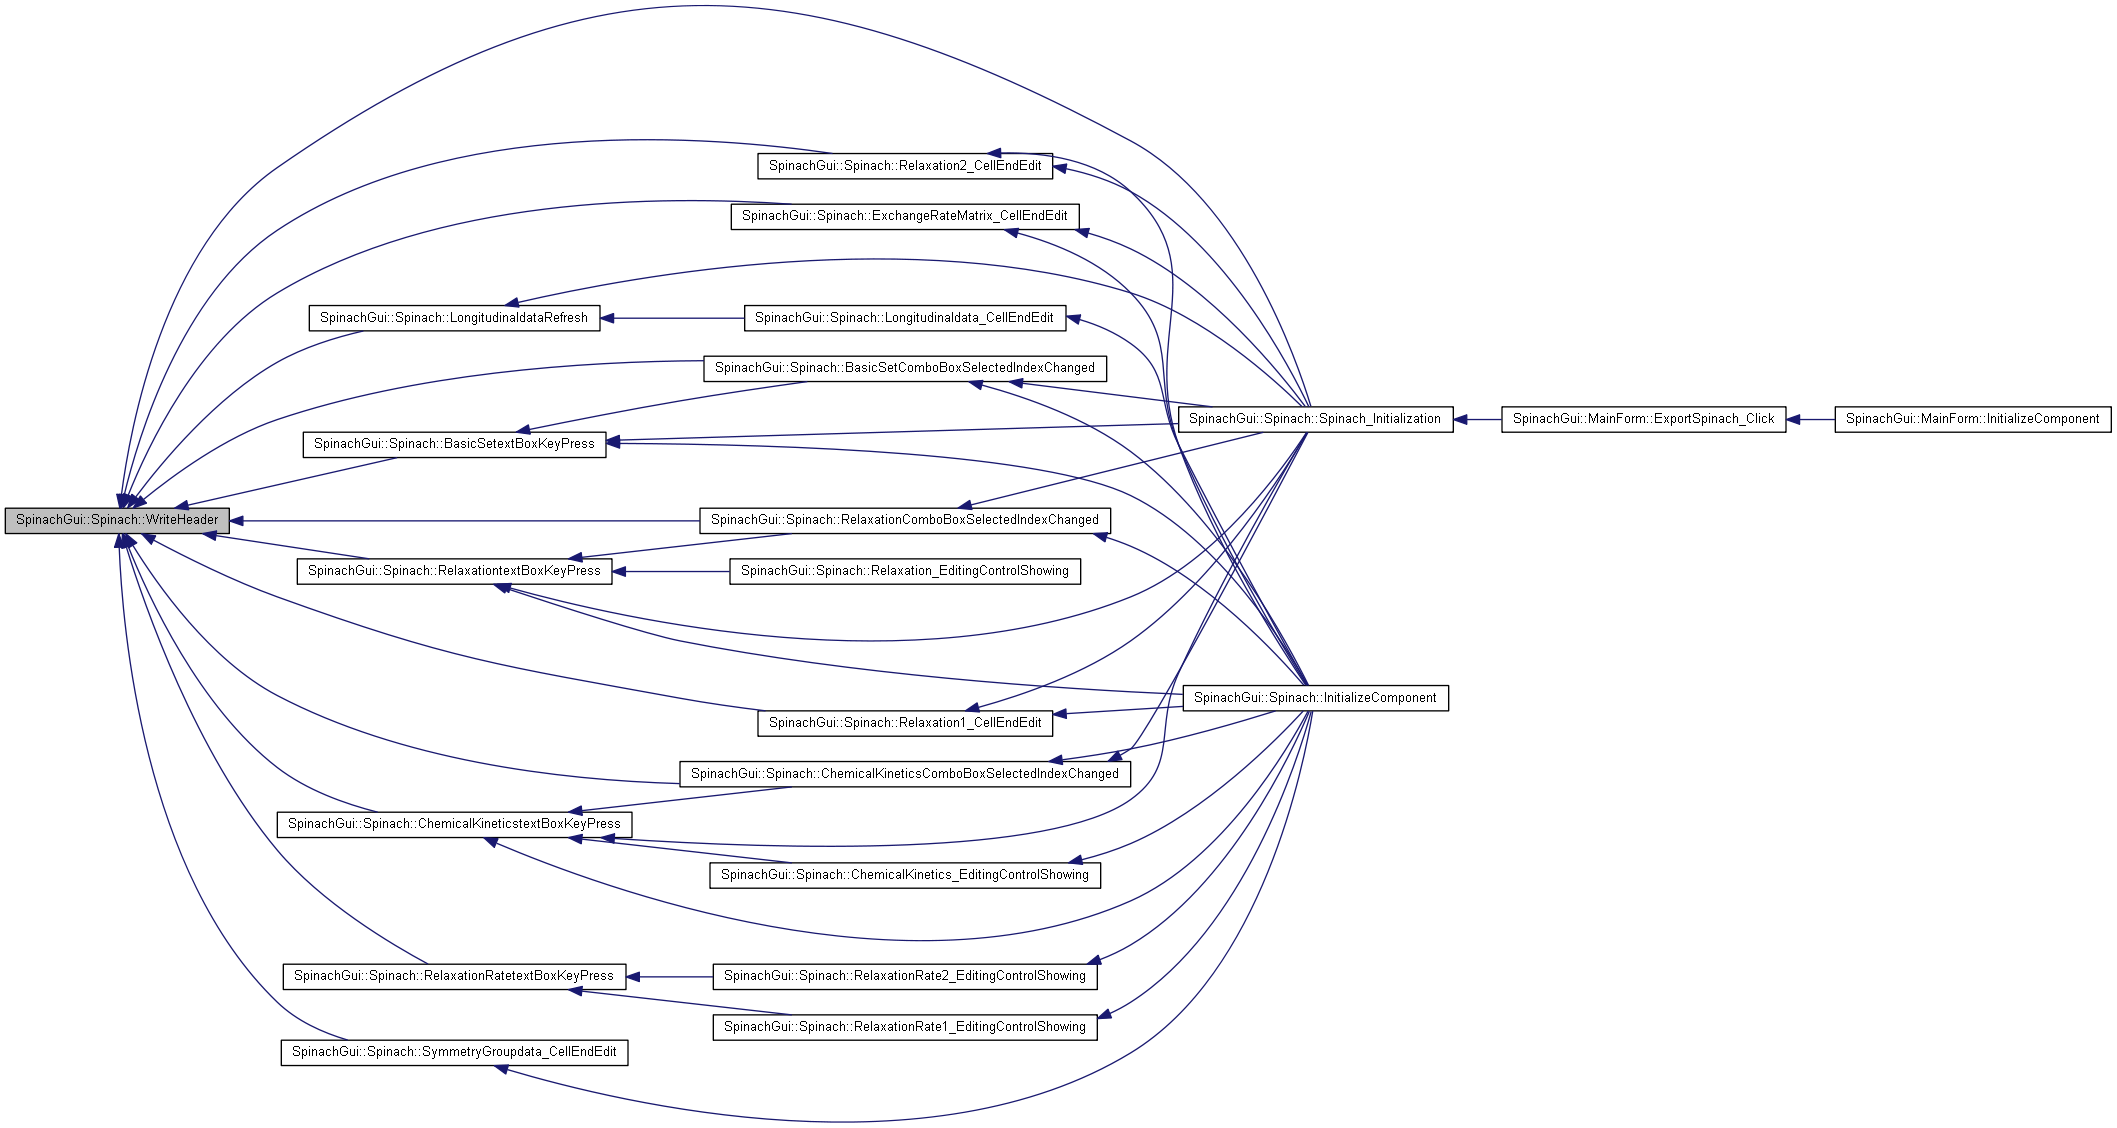 SpinachGui::Spinach::Relaxation2_CellEndEdit
SpinachGui::Spinach::ExchangeRateMatrix_CellEndEdit
SpinachGui::Spinach::LongitudinaldataRefresh
SpinachGui::Spinach::Longitudinaldata_CellEndEdit
SpinachGui::Spinach::BasicSetComboBoxSelectedIndexChanged
SpinachGui::Spinach::Spinach_Initialization
SpinachGui::MainForm::ExportSpinach_Click
SpinachGui::MainForm::InitializeComponent
SpinachGui::Spinach::BasicSetextBoxKeyPress
SpinachGui::Spinach::WriteHeader
SpinachGui::Spinach::RelaxationComboBoxSelectedIndexChanged
SpinachGui::Spinach::RelaxationtextBoxKeyPress
SpinachGui::Spinach::Relaxation_EditingControlShowing
SpinachGui::Spinach::InitializeComponent
SpinachGui::Spinach::Relaxation1_CellEndEdit
SpinachGui::Spinach::ChemicalKineticsComboBoxSelectedIndexChanged
SpinachGui::Spinach::ChemicalKineticstextBoxKeyPress
SpinachGui::Spinach::ChemicalKinetics_EditingControlShowing
SpinachGui::Spinach::RelaxationRatetextBoxKeyPress
SpinachGui::Spinach::RelaxationRate2_EditingControlShowing
SpinachGui::Spinach::RelaxationRate1_EditingControlShowing
SpinachGui::Spinach::SymmetryGroupdata_CellEndEdit